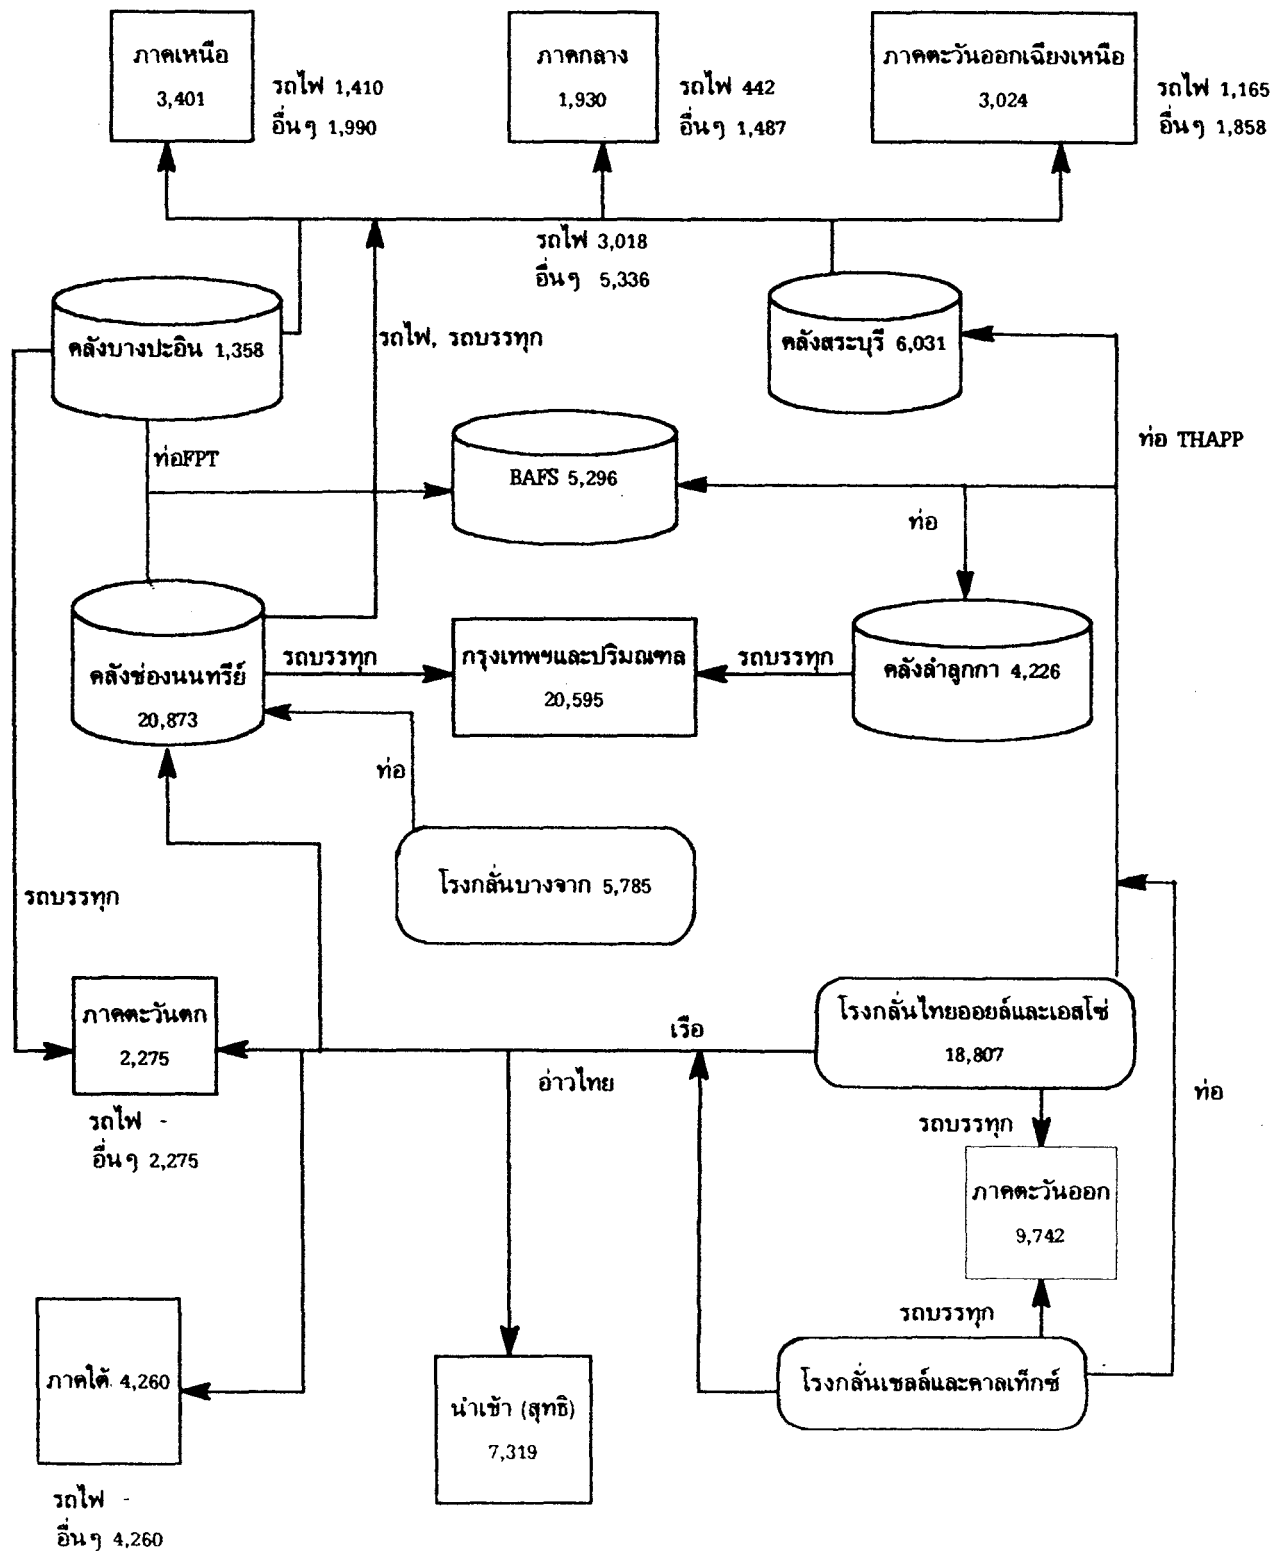 ภาคเหนือ
3,401
รถไฟ 1,410
อื่นๆ 1,990
ภาคกลาง
1,930
รถไฟ 442
อื่นๆ 1,487
ภาคตะวันออกเฉียงเหนือ
3,024
รถไฟ 1,165
อื่นๆ 1,858
รถไฟ 3,018
อื่นๆ 5,336
คลังบางปะอิน 1,358
รถไฟ, รถบรรทุก
คลังสระบุรี 6,031
ท่อFPT
BAFS 5,296
ท่อ THAPP
ท่อ
คลังช่องนนทรีย์
20,873
รถบรรทุก
กรุงเทพฯและปริมณฑล
20,595
รถบรรทุก
คลังลำลูกกา 4,226
ท่อ
โรงกลั่นบางจาก 5,785
รถบรรทุก
ภาคตะวันตก
2,275
รถไฟ -
อื่นๆ 2,275
เรือ
อ่าวไทย
โรงกลั่นไทยออยล์และเอสโซ่
18,807
รถบรรทุก
ท่อ
ภาคตะวันออก
9,742
รถบรรทุก
โรงกลั่นเชลล์และคาลเท็กซ์
ภาคใต้ 4,260
รถไฟ -
อื่นๆ 4,260
นำเข้า (สุทธิ)
7,319